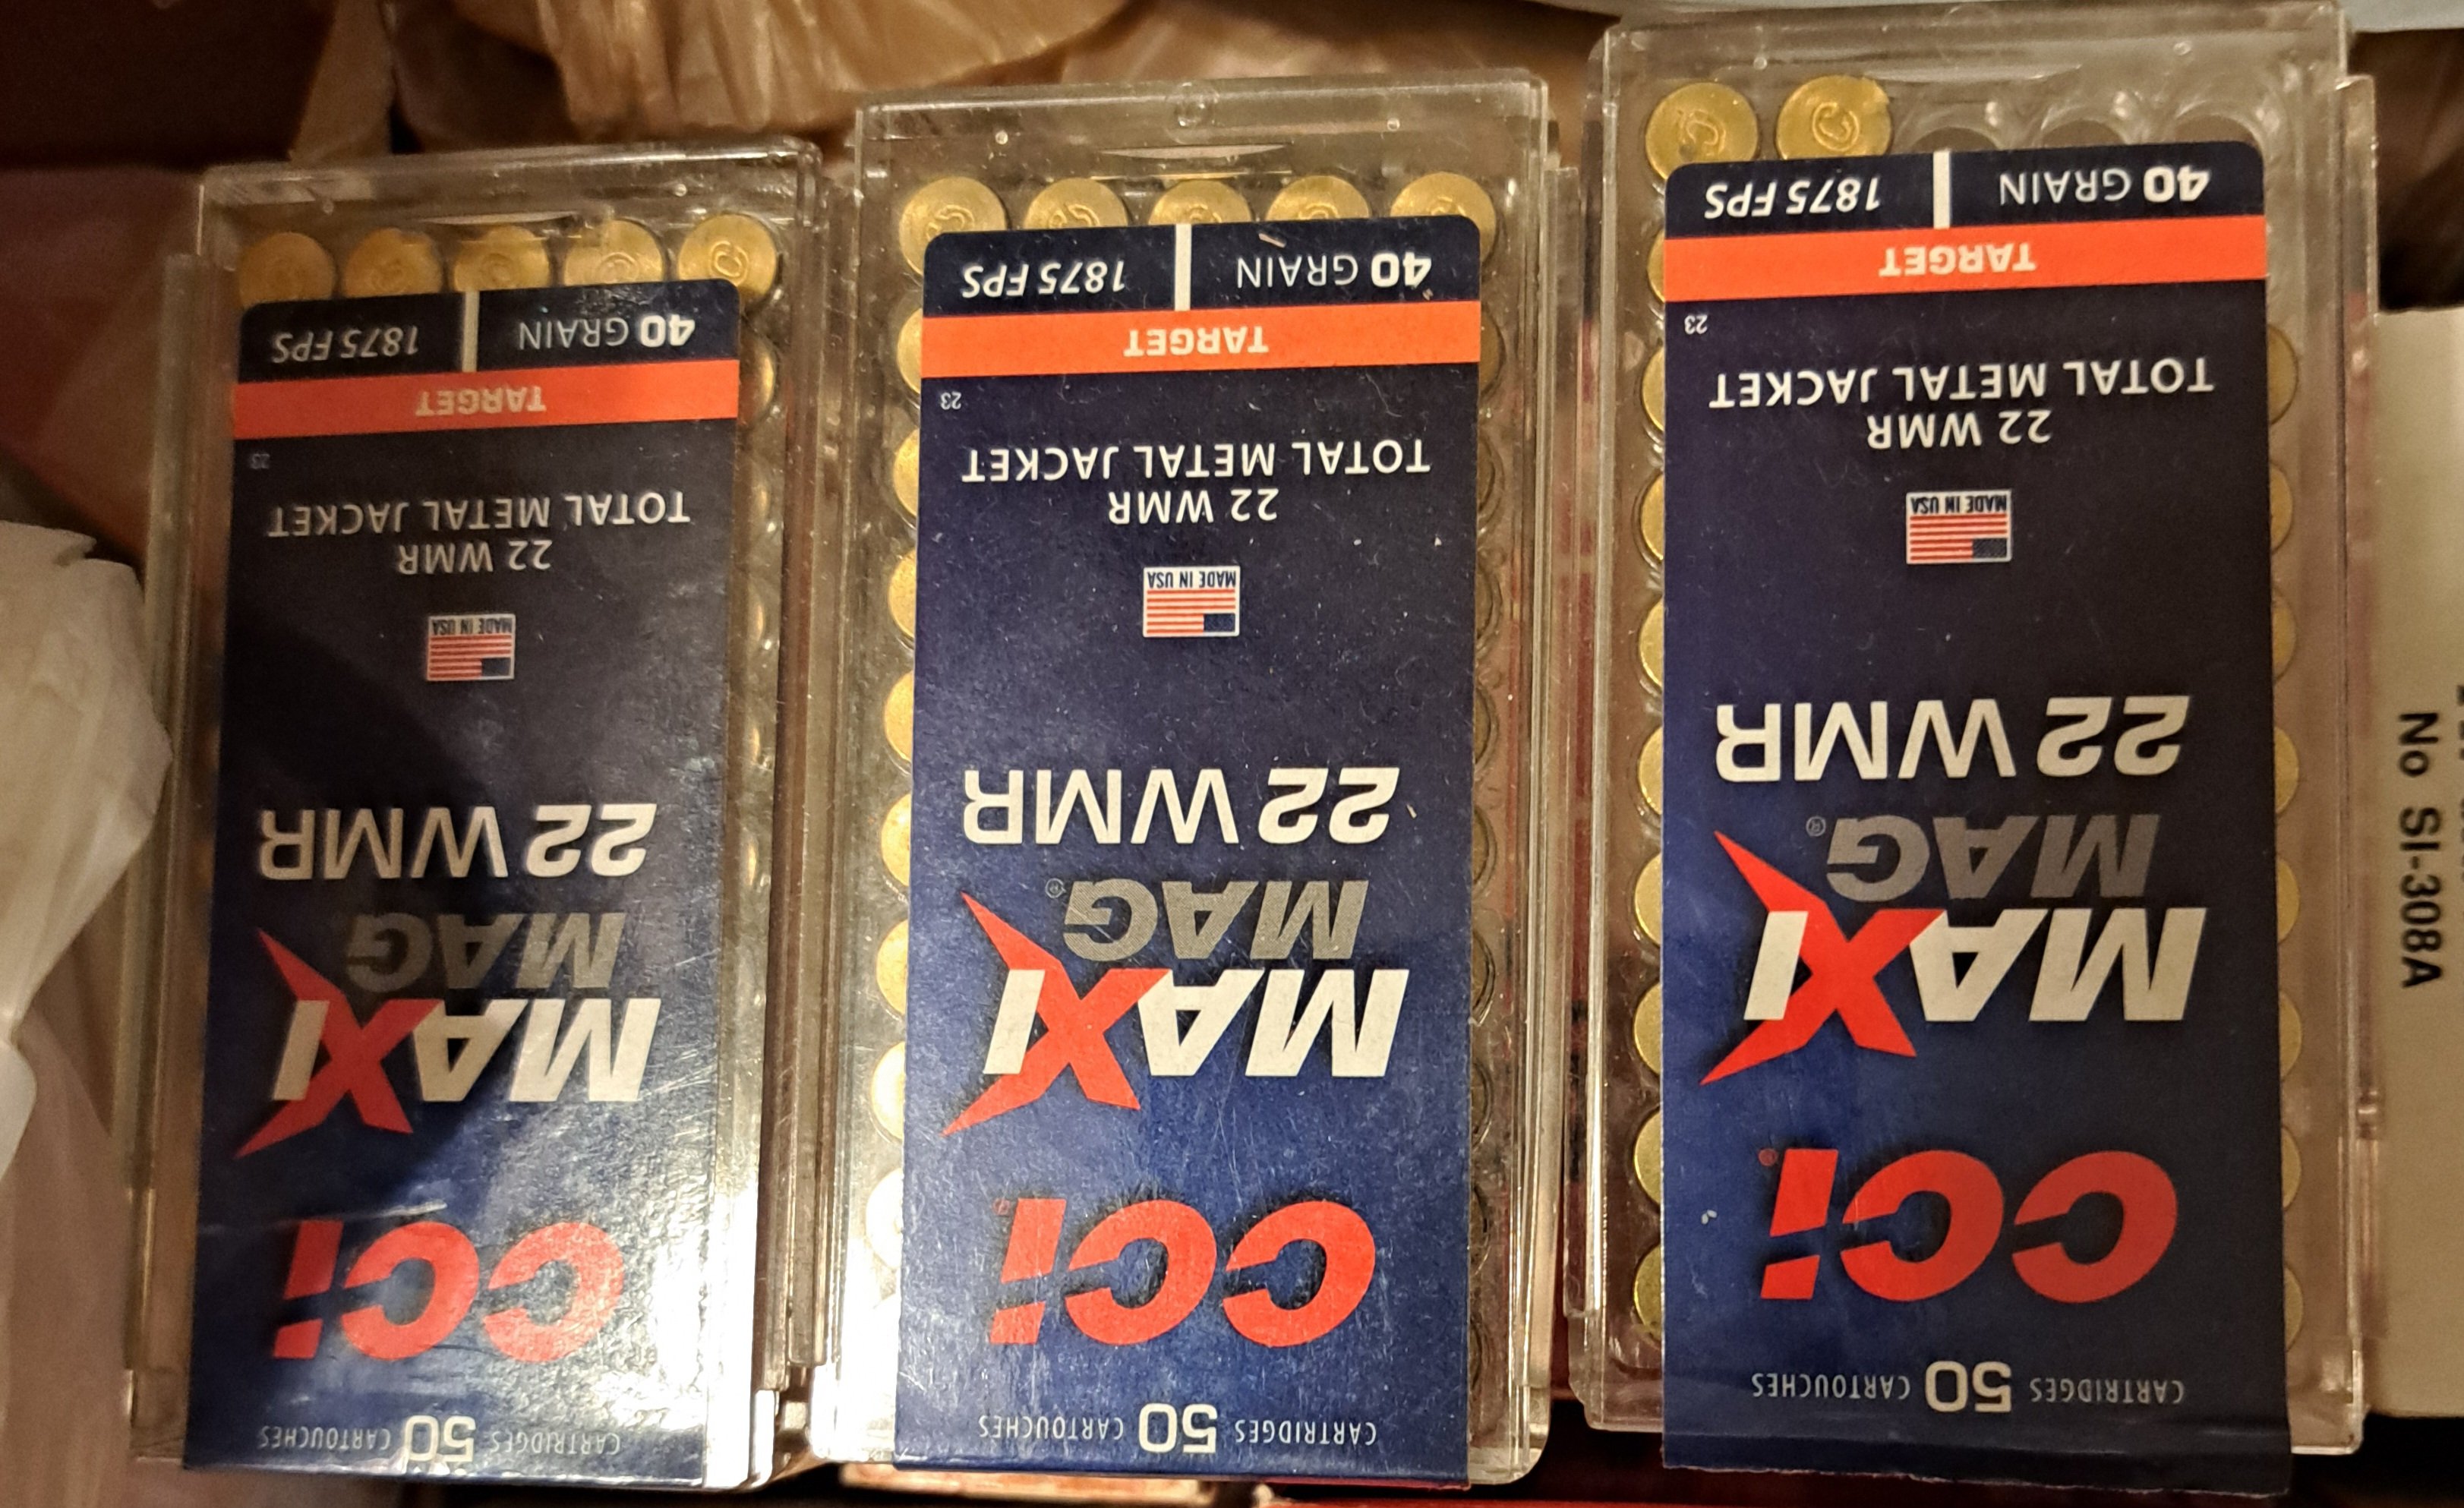 50 CARTRIDGES CARTOUCHES
CCI
MAXI
MAG®
22 WMR
MADE IN USA
22 WMR
TOTAL METAL JACKET
23
TARGET
40 GRAIN | 1875 FPS
50 CARTRIDGES CARTOUCHES
CCI
MAXI
MAG®
22 WMR
MADE IN USA
22 WMR
TOTAL METAL JACKET
23
TARGET
40 GRAIN | 1875 FPS
50 CARTRIDGES CARTOUCHES
CCI
MAXI
MAG
22 WMR
MADE IN USA
22 WMR
TOTAL METAL JACKET
23
TARGET
40 GRAIN | 1875 FPS
No SI-308A
C
C
C
C